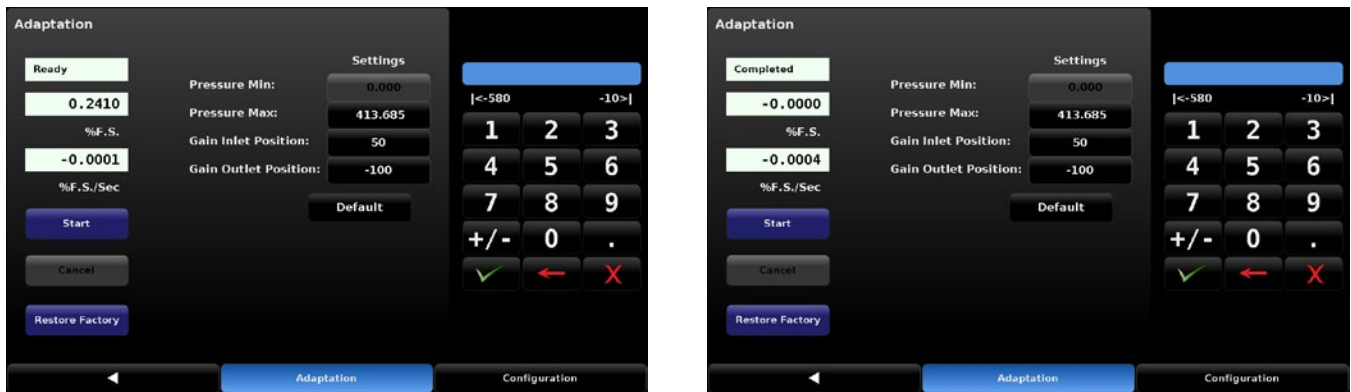 Adaptation
Settings
Ready
Pressure Min: 0.000
0.2410
Pressure Max: 413.685
%F.S.
Gain Inlet Position: 50
-0.0001
Gain Outlet Position: -100
%F.S./Sec
Default
Start
Cancel
Restore Factory
|<-580 -10>|
1 2 3
4 5 6
7 8 9
+/- 0 .
Adaptation Configuration
Adaptation
Settings
Completed
Pressure Min: 0.000
-0.0000
Pressure Max: 413.685
%F.S.
Gain Inlet Position: 50
-0.0004
Gain Outlet Position: -100
%F.S./Sec
Default
Start
Cancel
Restore Factory
|<-580 -10>|
1 2 3
4 5 6
7 8 9
+/- 0 .
Adaptation Configuration